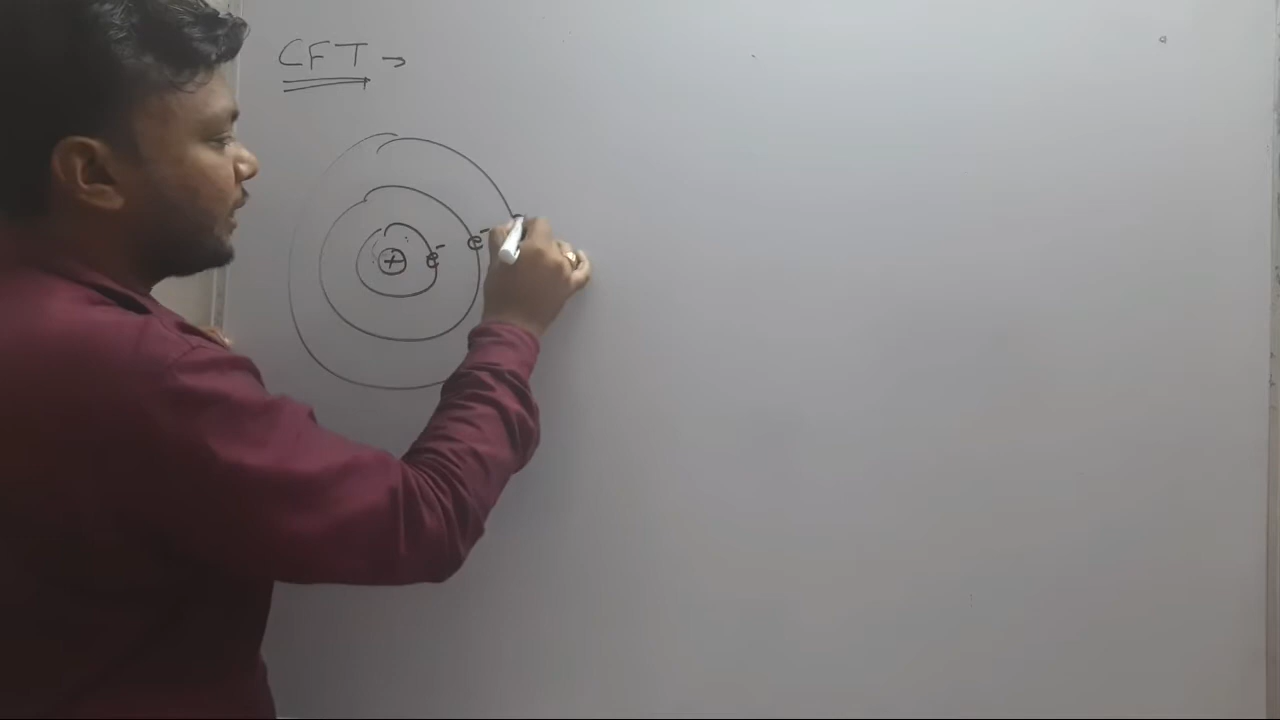 CFT →
+ e⁻ e⁻